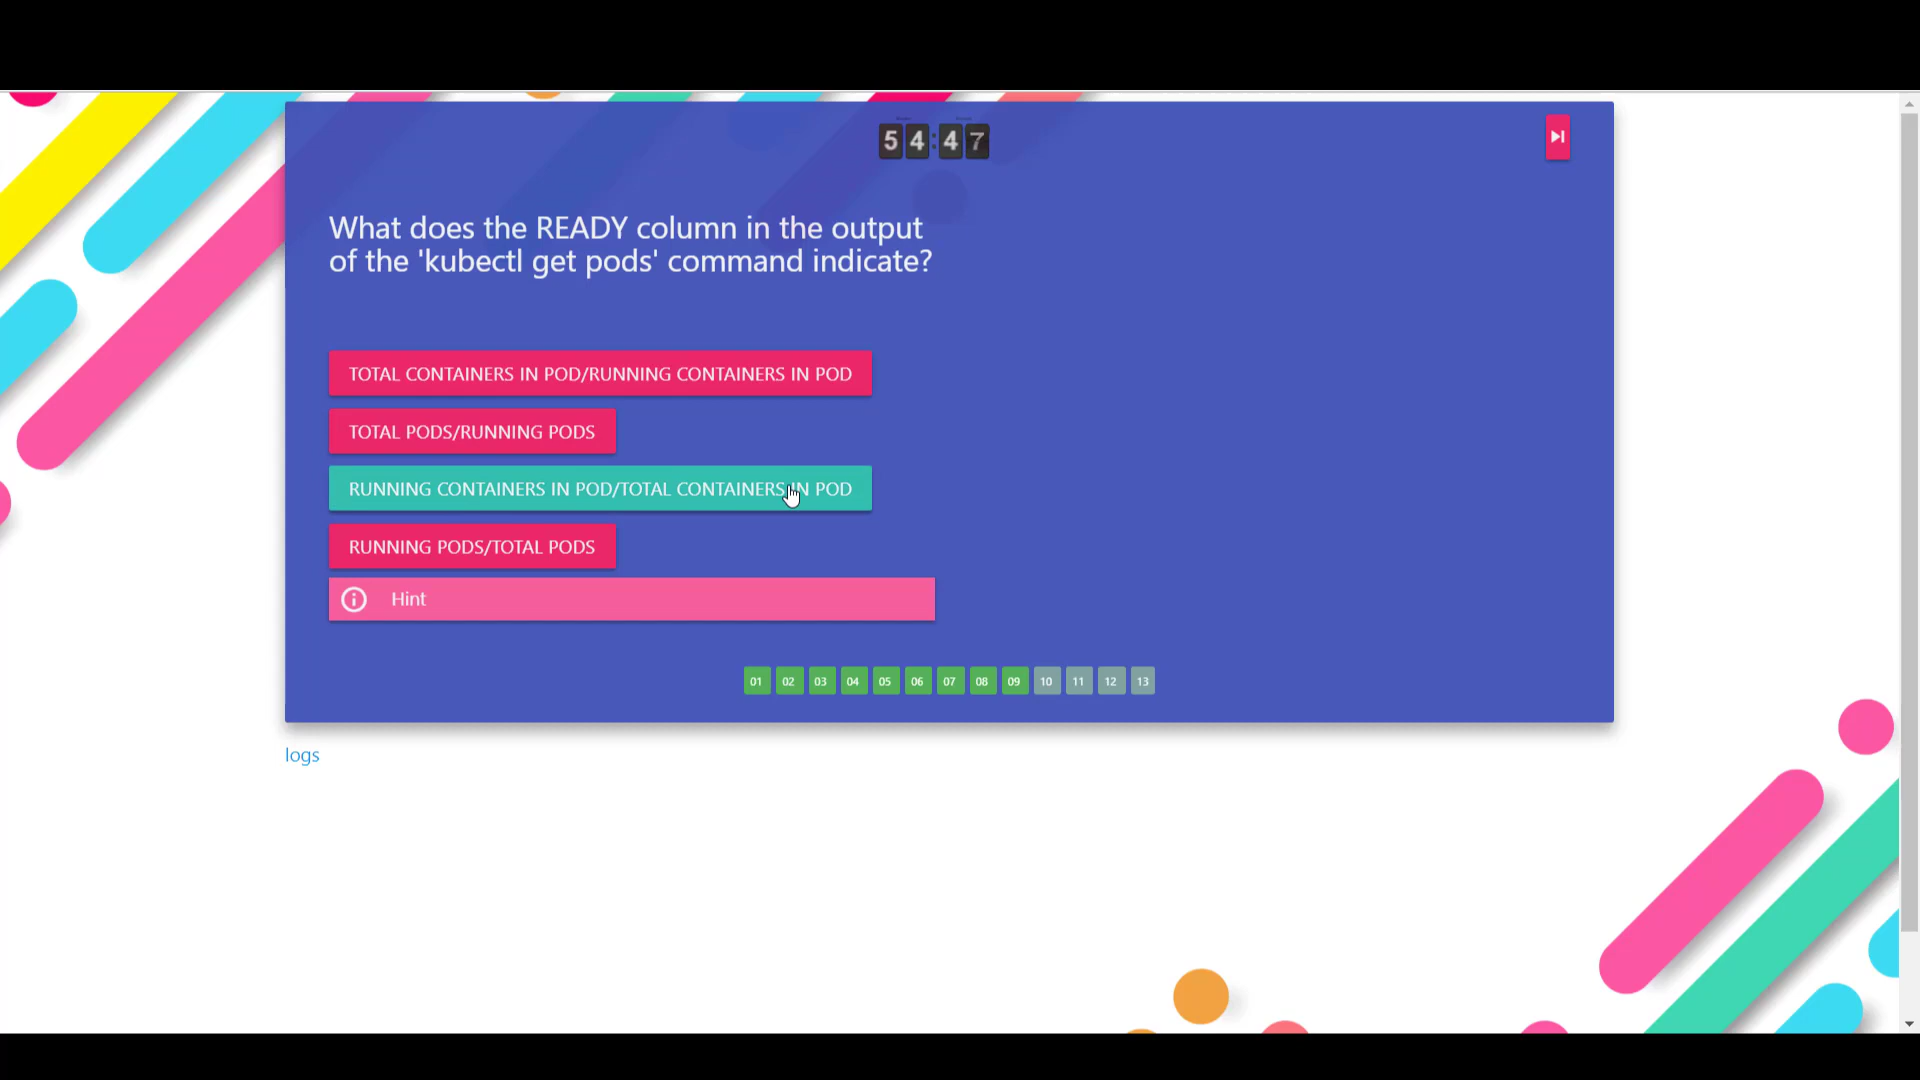 54:47
What does the READY column in the output
of the 'kubectl get pods' command indicate?
TOTAL CONTAINERS IN POD/RUNNING CONTAINERS IN POD
TOTAL PODS/RUNNING PODS
RUNNING CONTAINERS IN POD/TOTAL CONTAINERS IN POD
RUNNING PODS/TOTAL PODS
Hint
01 02 03 04 05 06 07 08 09 10 11 12 13
logs